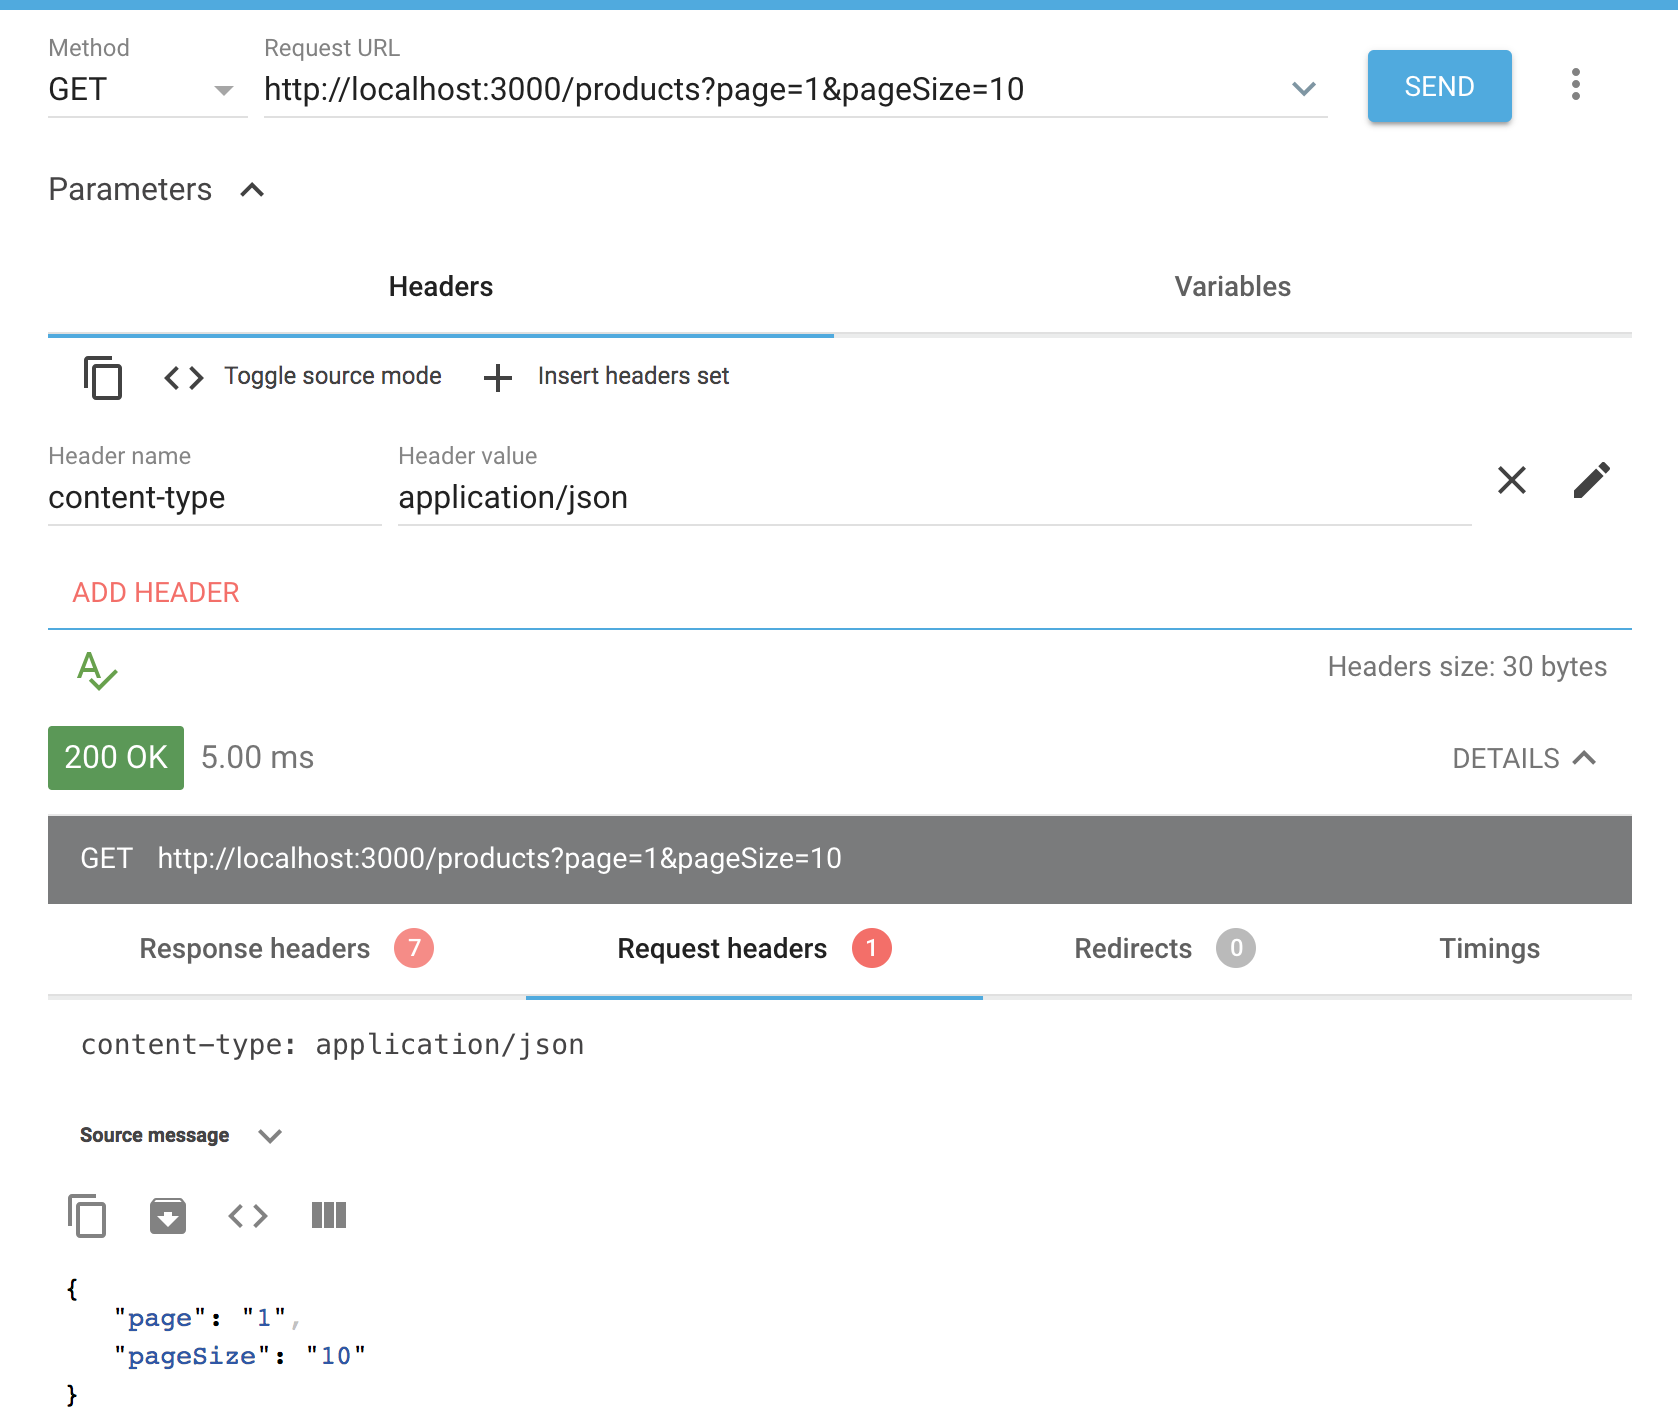 Method Request URL
GET http://localhost:3000/products?page=1&pageSize=10 SEND
Parameters
Headers Variables
Toggle source mode Insert headers set
Header name Header value
content-type application/json
ADD HEADER
Headers size: 30 bytes
200 OK 5.00 ms DETAILS
GET http://localhost:3000/products?page=1&pageSize=10
Response headers 7 Request headers 1 Redirects 0 Timings
content-type: application/json
Source message
{
"page": "1",
"pageSize": "10"
}